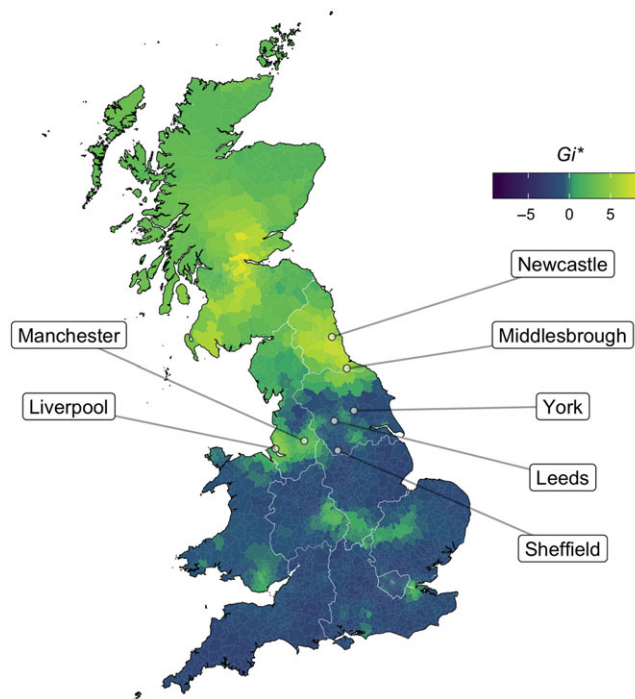 Gi*
−5 0 5
Newcastle
Manchester
Middlesbrough
Liverpool
York
Leeds
Sheffield